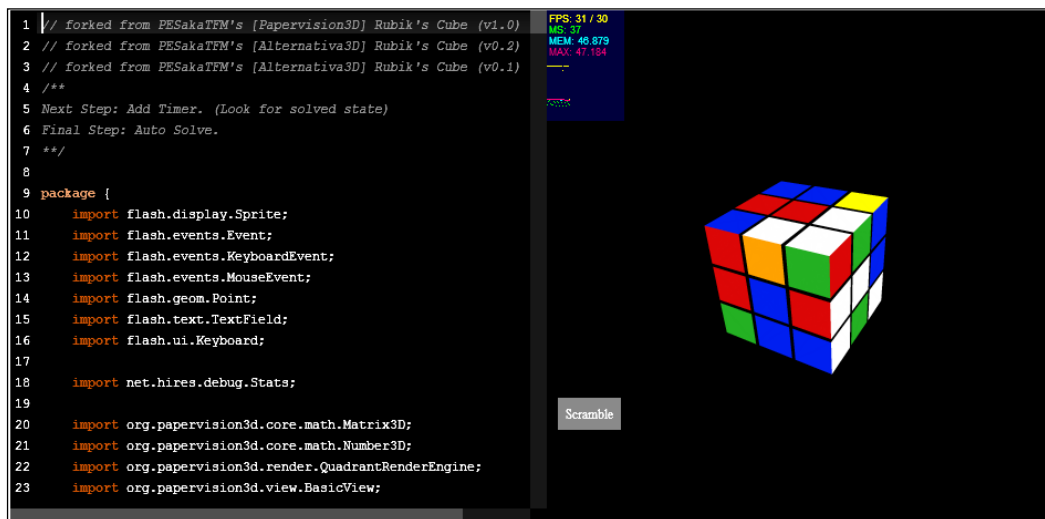 1 // forked from PESakaTFM's [Papervision3D] Rubik's Cube (v1.0)
2 // forked from PESakaTFM's [Alternativa3D] Rubik's Cube (v0.2)
3 // forked from PESakaTFM's [Alternativa3D] Rubik's Cube (v0.1)
4 /**
5 Next Step: Add Timer. (Look for solved state)
6 Final Step: Auto Solve.
7 **/
8
9 package {
10 import flash.display.Sprite;
11 import flash.events.Event;
12 import flash.events.KeyboardEvent;
13 import flash.events.MouseEvent;
14 import flash.geom.Point;
15 import flash.text.TextField;
16 import flash.ui.Keyboard;
17
18 import net.hires.debug.Stats;
19
20 import org.papervision3d.core.math.Matrix3D;
21 import org.papervision3d.core.math.Number3D;
22 import org.papervision3d.render.QuadrantRenderEngine;
23 import org.papervision3d.view.BasicView;
FPS: 31 / 30
MS: 37
MEM: 46.879
MAX: 47.184
Scramble